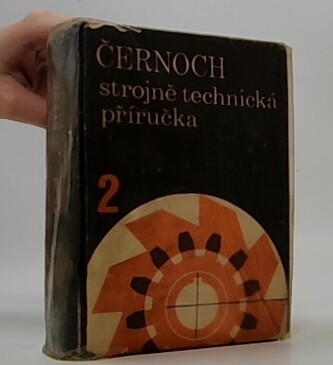 ČERNOCH
strojně technická
příručka
2